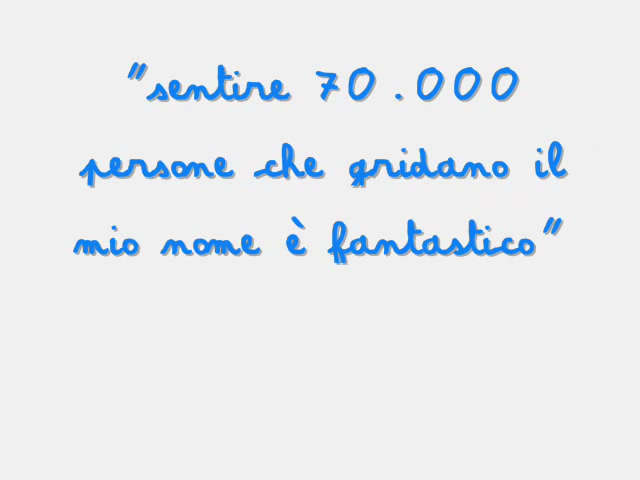 "sentire 70.000
persone che gridano il
mio nome è fantastico"